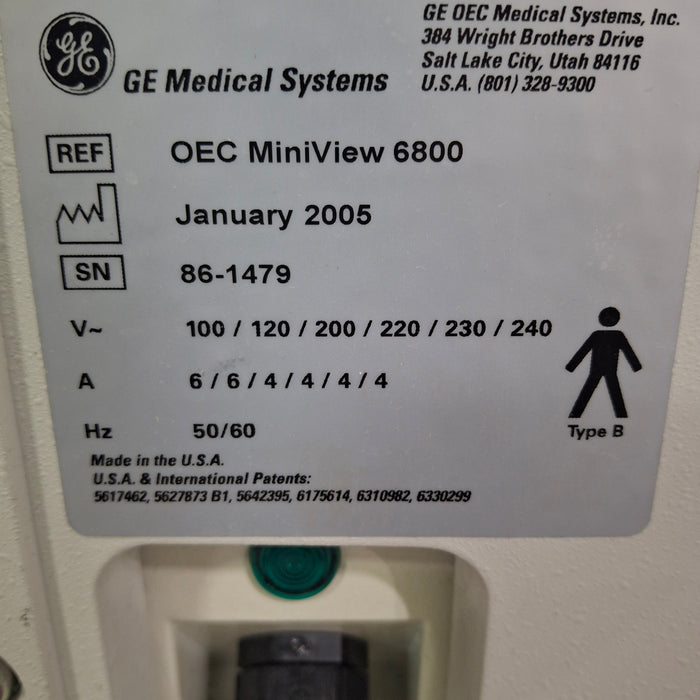 GE
GE Medical Systems
GE OEC Medical Systems, Inc.
384 Wright Brothers Drive
Salt Lake City, Utah 84116
U.S.A. (801) 328-9300
REF OEC MiniView 6800
January 2005
SN 86-1479
V~ 100 / 120 / 200 / 220 / 230 / 240
A 6 / 6 / 4 / 4 / 4 / 4
Hz 50/60
Type B
Made in the U.S.A.
U.S.A. & International Patents:
5617462, 5627873 B1, 5642395, 6175614, 6310982, 6330299